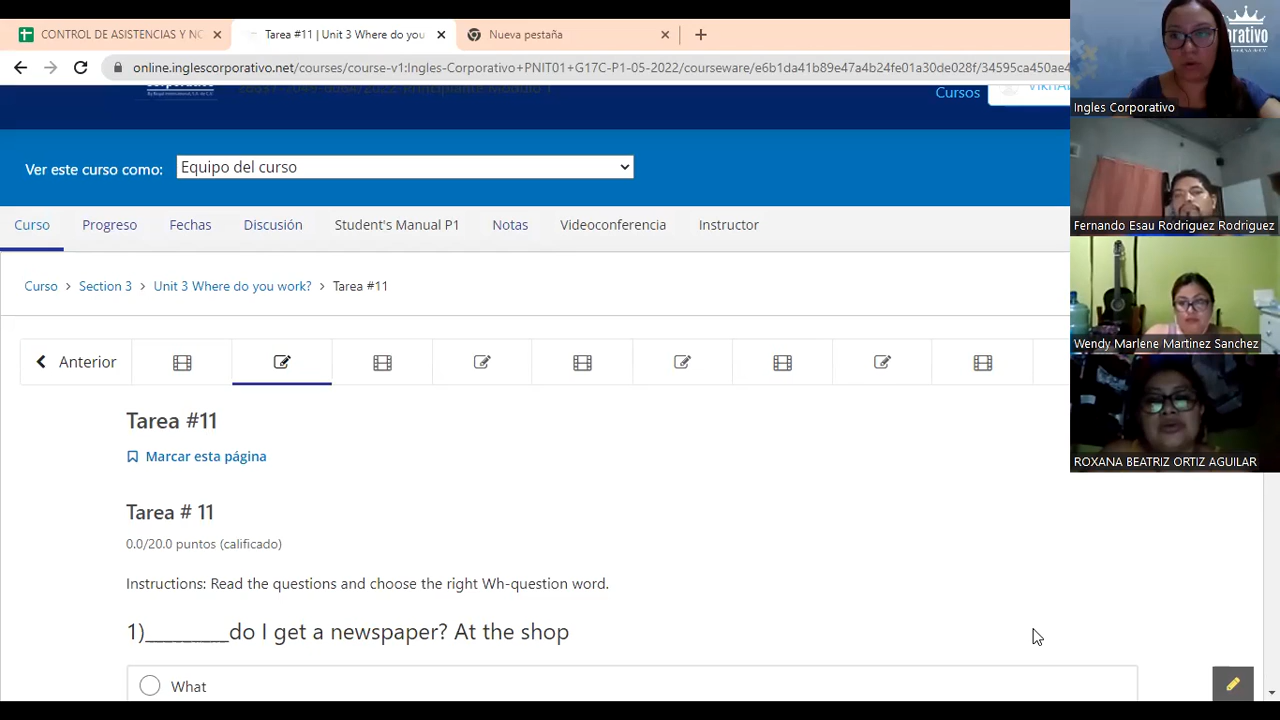 CONTROL DE ASISTENCIAS Y NO
Tarea #11 | Unit 3 Where do you
Nueva pestaña
online.inglescorporativo.net/courses/course-v1:Ingles-Corporativo+PNIT01+G17C-P1-05-2022/courseware/e6b1da41b89e47a4b24fe01a30de028f/34595ca450ae4
Cursos
Ver este curso como:
Equipo del curso
Curso
Progreso
Fechas
Discusión
Student's Manual P1
Notas
Videoconferencia
Instructor
Curso > Section 3 > Unit 3 Where do you work? > Tarea #11
Anterior
Tarea #11
Marcar esta página
Tarea # 11
0.0/20.0 puntos (calificado)
Instructions: Read the questions and choose the right Wh-question word.
1)_________do I get a newspaper? At the shop
What
orativo
Ingles Corporativo
Fernando Esau Rodriguez Rodriguez
Wendy Marlene Martinez Sanchez
ROXANA BEATRIZ ORTIZ AGUILAR